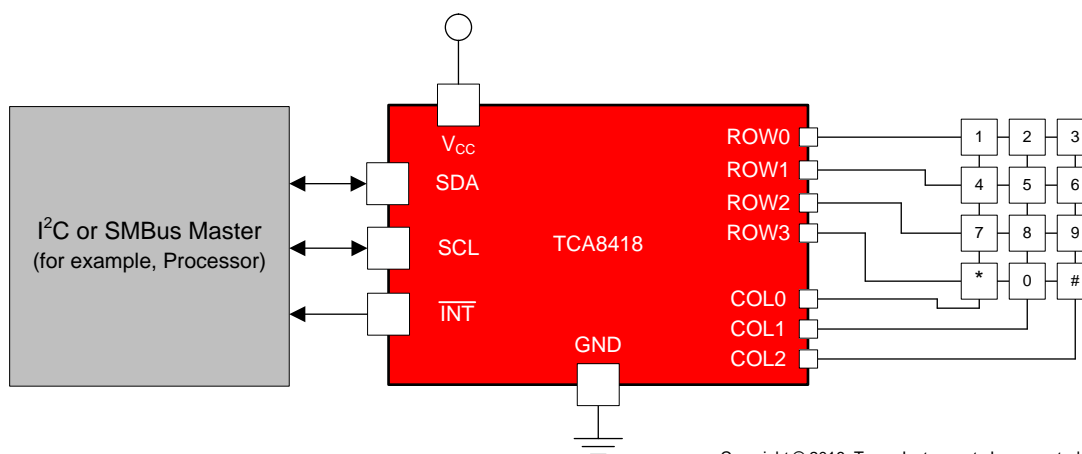 V_CC
SDA
SCL
INT
GND
TCA8418
ROW0
ROW1
ROW2
ROW3
COL0
COL1
COL2
I²C or SMBus Master
(for example, Processor)
1 2 3
4 5 6
7 8 9
* 0 #